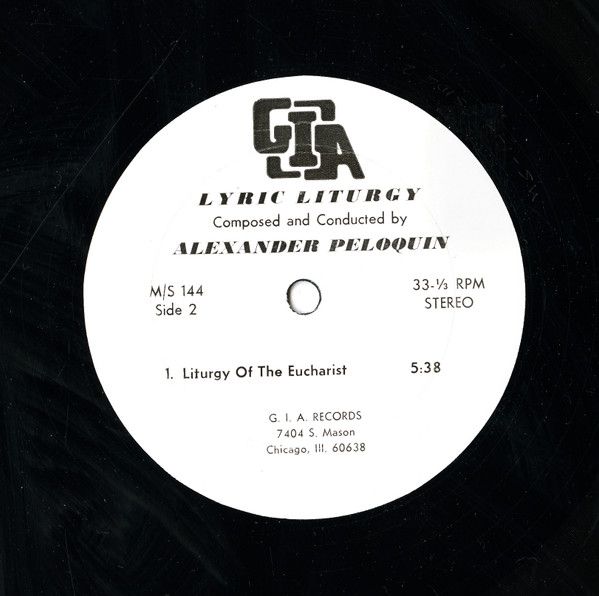 GIA
LYRIC LITURGY
Composed and Conducted by
ALEXANDER PELOQUIN
M/S 144
Side 2
33-⅓ RPM
STEREO
1. Liturgy Of The Eucharist 5:38
G. I. A. RECORDS
7404 S. Mason
Chicago, Ill. 60638